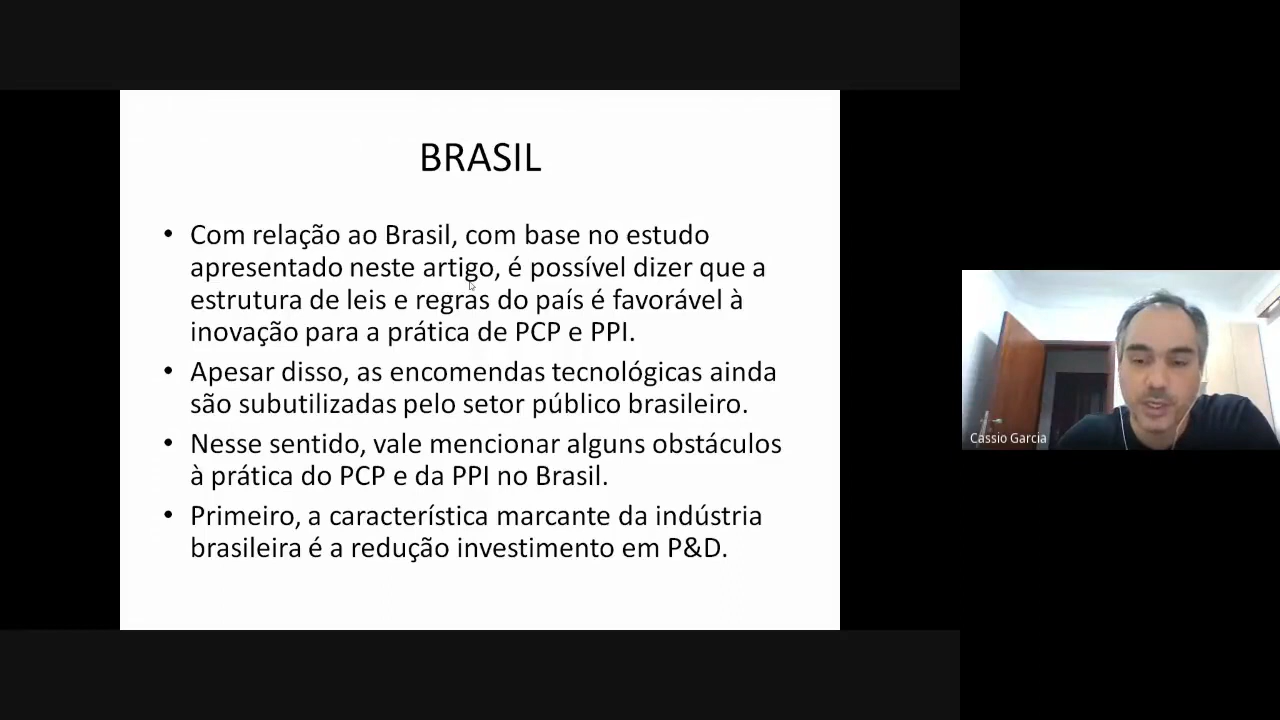 BRASIL
• Com relação ao Brasil, com base no estudo
apresentado neste artigo, é possível dizer que a
estrutura de leis e regras do país é favorável à
inovação para a prática de PCP e PPI.
• Apesar disso, as encomendas tecnológicas ainda
são subutilizadas pelo setor público brasileiro.
• Nesse sentido, vale mencionar alguns obstáculos
à prática do PCP e da PPI no Brasil.
• Primeiro, a característica marcante da indústria
brasileira é a redução investimento em P&D.
Cassio Garcia